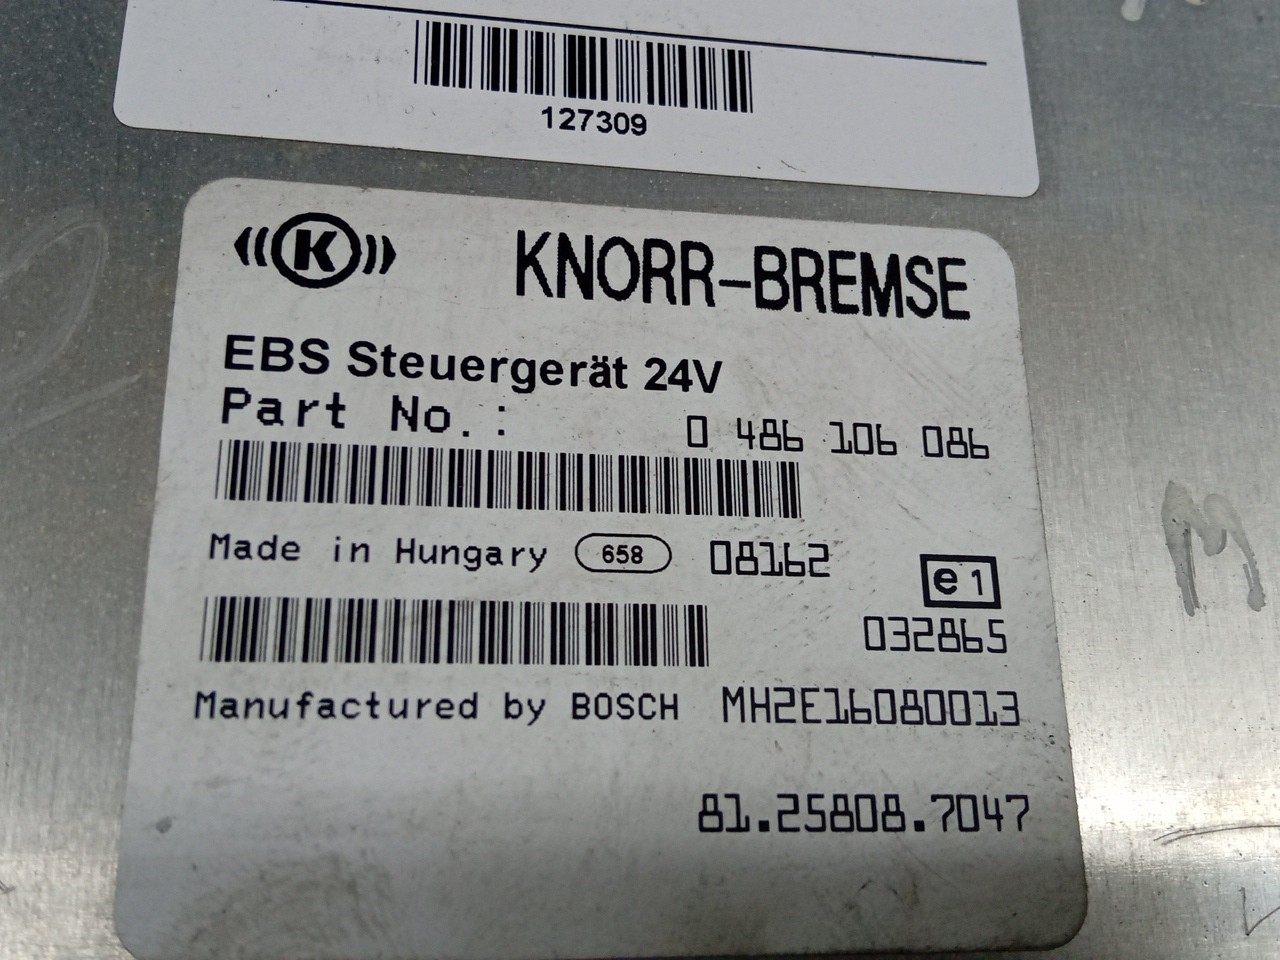 127309
K KNORR-BREMSE
EBS Steuergerät 24V
Part No.: 0 486 106 086
Made in Hungary 658 08162
e1
032865
Manufactured by BOSCH MH2E16080013
81.25808.7047
M